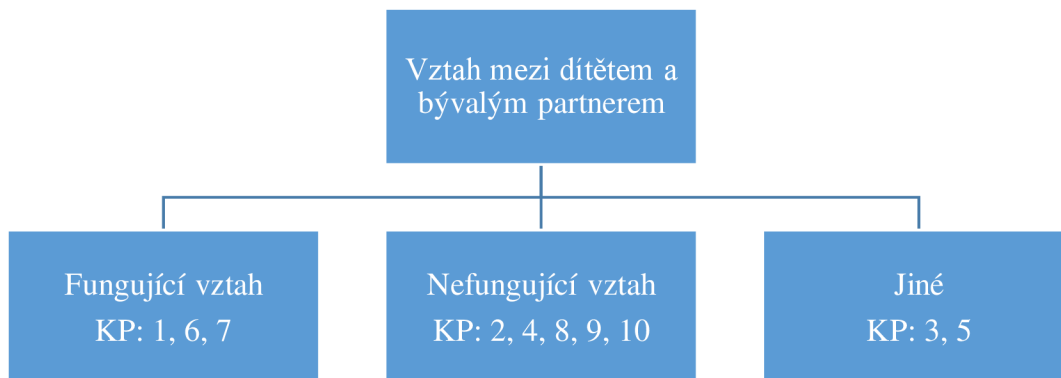 Vztah mezi dítětem a
bývalým partnerem
Fungující vztah
KP: 1, 6, 7
Nefungující vztah
KP: 2, 4, 8, 9, 10
Jiné
KP: 3, 5